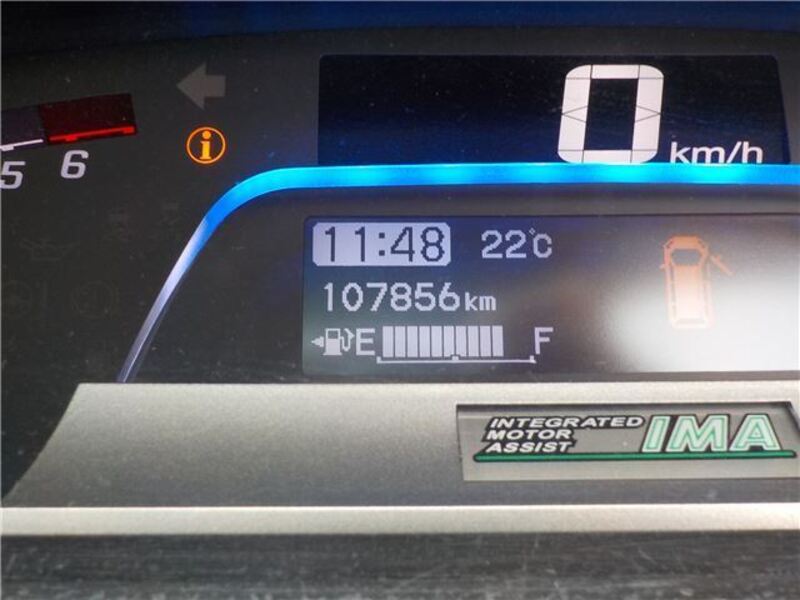 0 km/h
5 6
11:48 22°C
107856km
E F
INTEGRATED
MOTOR
ASSIST
IMA